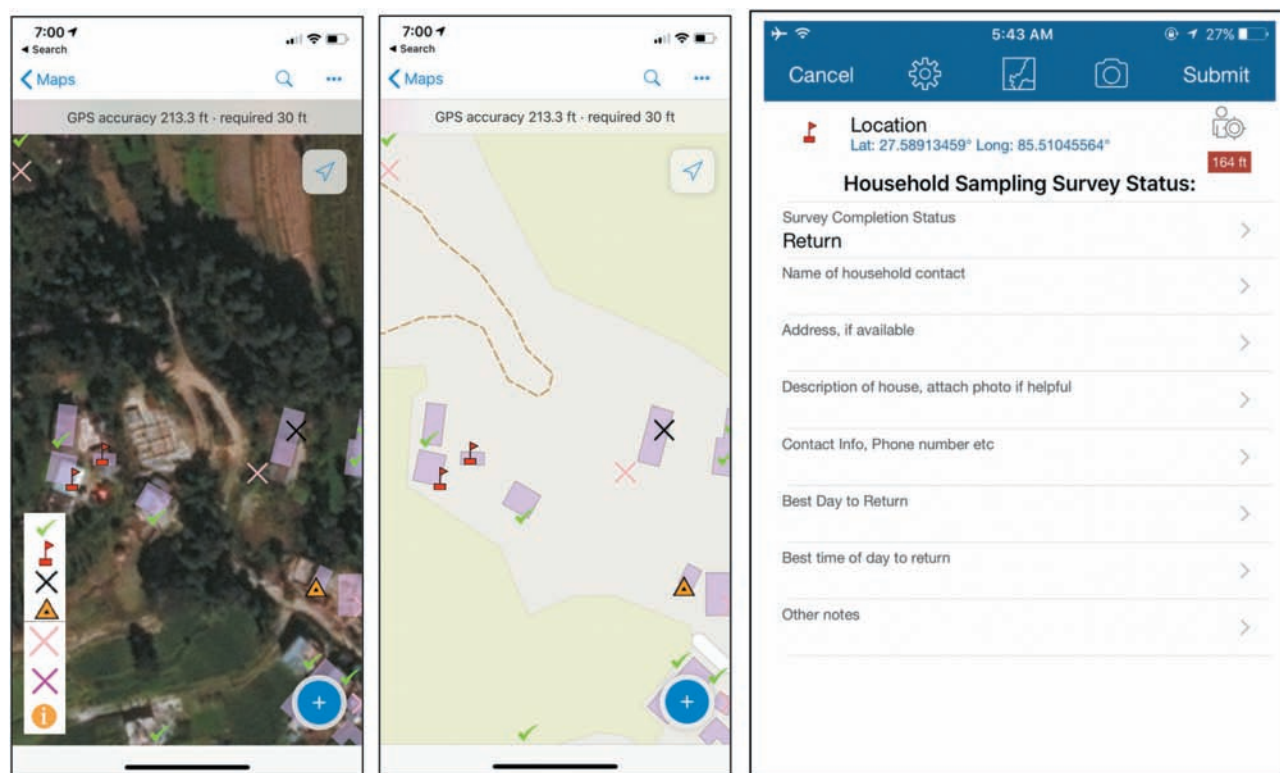 7:00
Search
Maps
GPS accuracy 213.3 ft · required 30 ft
i
+
7:00
Search
Maps
GPS accuracy 213.3 ft · required 30 ft
+
5:43 AM
27%
Cancel
Submit
Location
Lat: 27.58913459° Long: 85.51045564°
164 ft
Household Sampling Survey Status:
Survey Completion Status
Return
Name of household contact
Address, if available
Description of house, attach photo if helpful
Contact Info, Phone number etc
Best Day to Return
Best time of day to return
Other notes